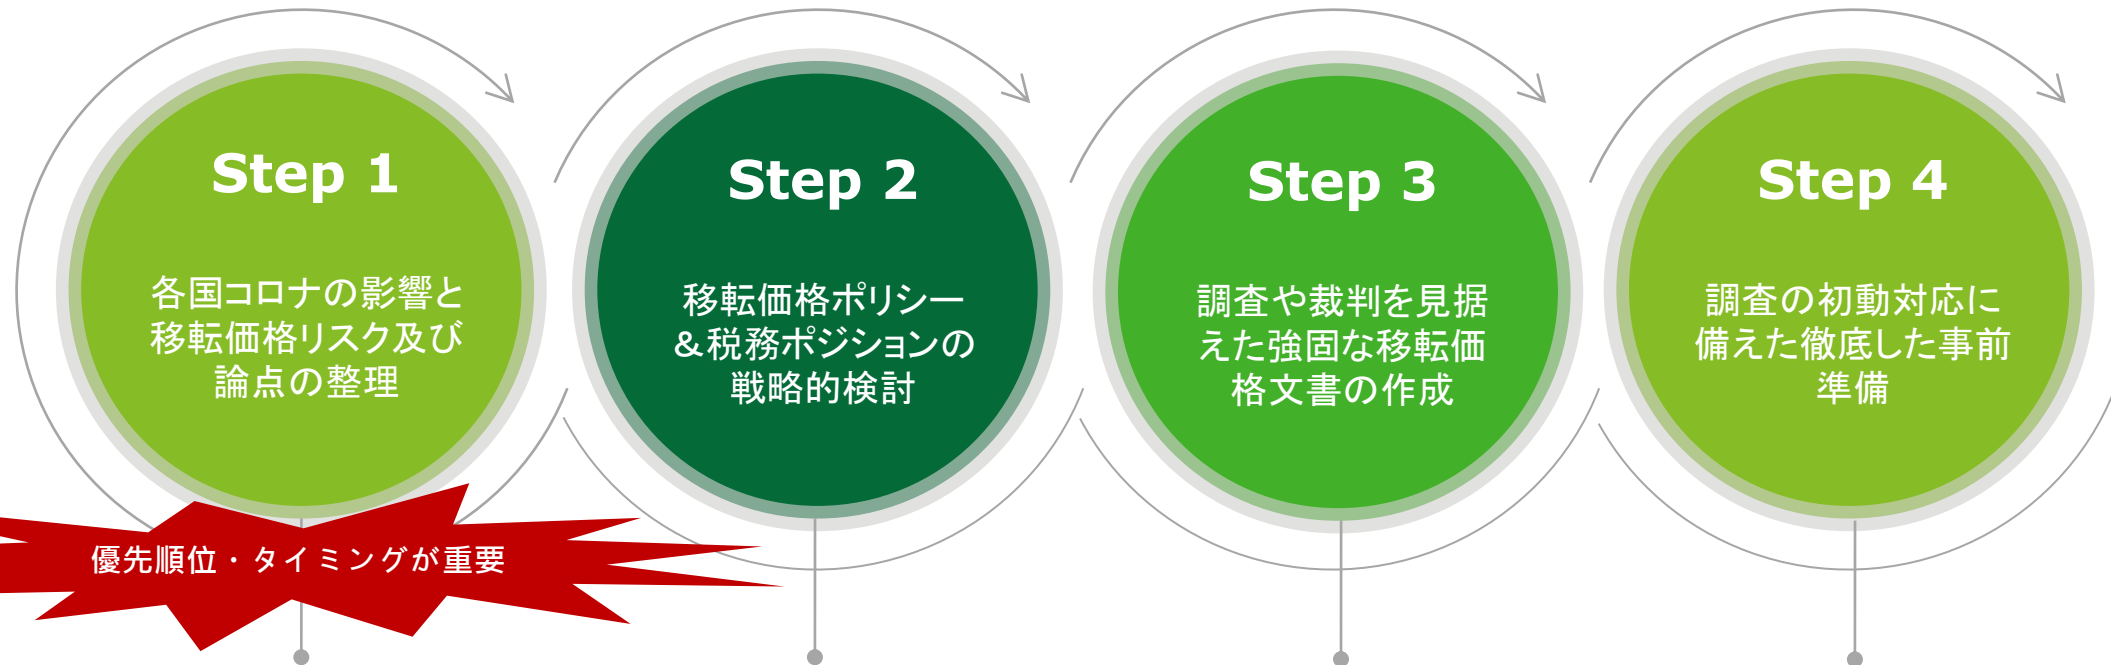 Step 1
各国コロナの影響と
移転価格リスク及び
論点の整理
優先順位・タイミングが重要
Step 2
移転価格ポリシー
＆税務ポジションの
戦略的検討
Step 3
調査や裁判を見据
えた強固な移転価
格文書の作成
Step 4
調査の初動対応に
備えた徹底した事前
準備